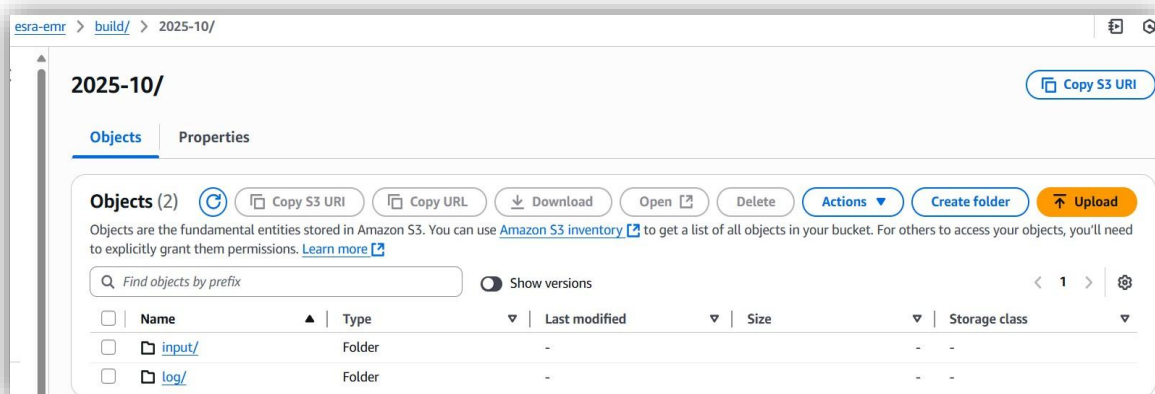 esra-emr > build/ > 2025-10/
2025-10/
Copy S3 URI
Objects Properties
Objects (2) Copy S3 URI Copy URL Download Open Delete Actions Create folder Upload
Objects are the fundamental entities stored in Amazon S3. You can use Amazon S3 inventory to get a list of all objects in your bucket. For others to access your objects, you'll need
to explicitly grant them permissions. Learn more
Find objects by prefix Show versions < 1 >
Name Type Last modified Size Storage class
input/ Folder - - -
log/ Folder - - -